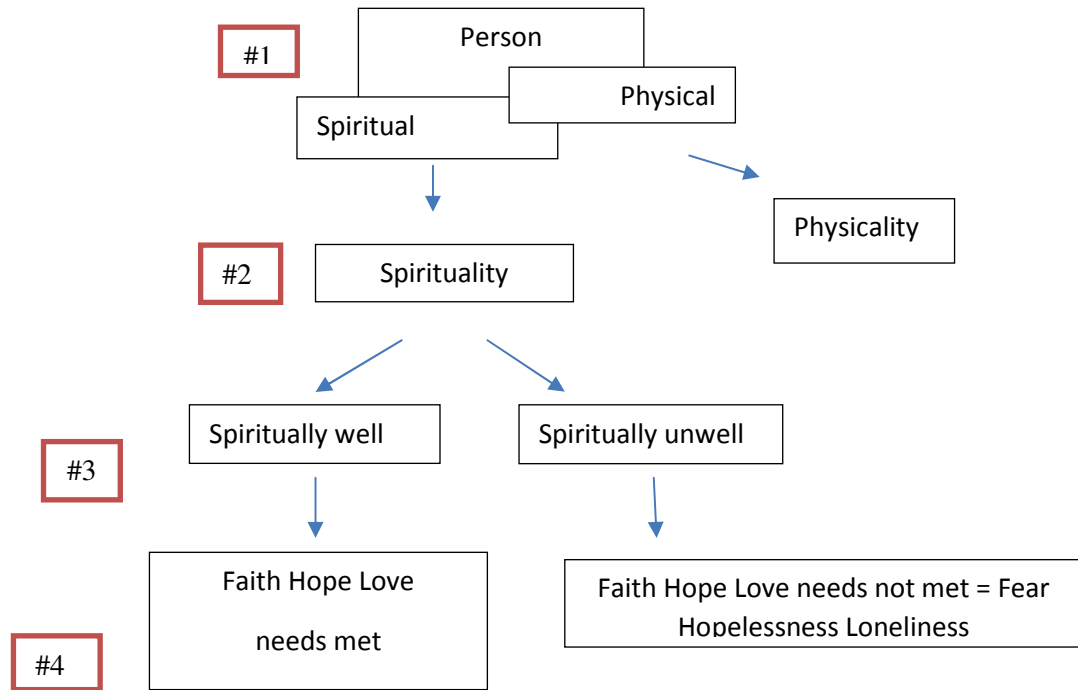 Person
#1
Physical
Spiritual
Physicality
#2
Spirituality
Spiritually well
Spiritually unwell
#3
Faith Hope Love
needs met
Faith Hope Love needs not met = Fear
Hopelessness Loneliness
#4